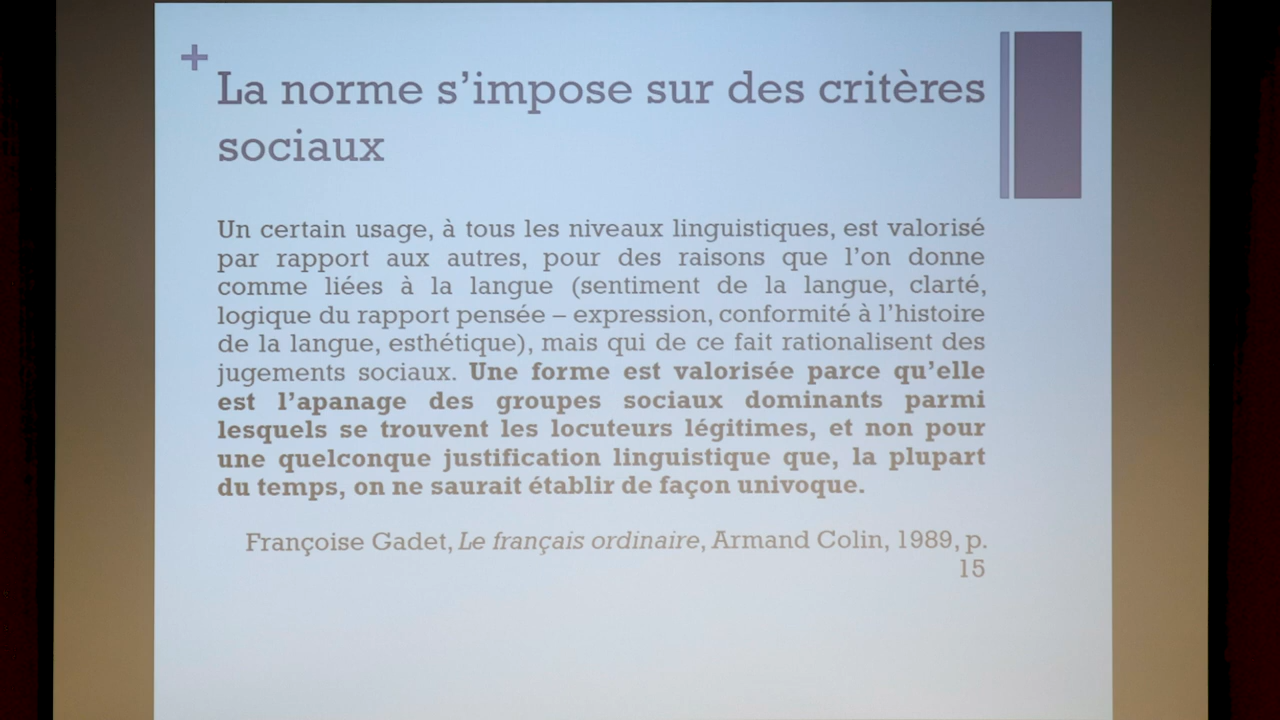 +
La norme s'impose sur des critères
sociaux
Un certain usage, à tous les niveaux linguistiques, est valorisé
par rapport aux autres, pour des raisons que l'on donne
comme liées à la langue (sentiment de la langue, clarté,
logique du rapport pensée – expression, conformité à l'histoire
de la langue, esthétique), mais qui de ce fait rationalisent des
jugements sociaux. Une forme est valorisée parce qu'elle
est l'apanage des groupes sociaux dominants parmi
lesquels se trouvent les locuteurs légitimes, et non pour
une quelconque justification linguistique que, la plupart
du temps, on ne saurait établir de façon univoque.
Françoise Gadet, Le français ordinaire, Armand Colin, 1989, p.
15